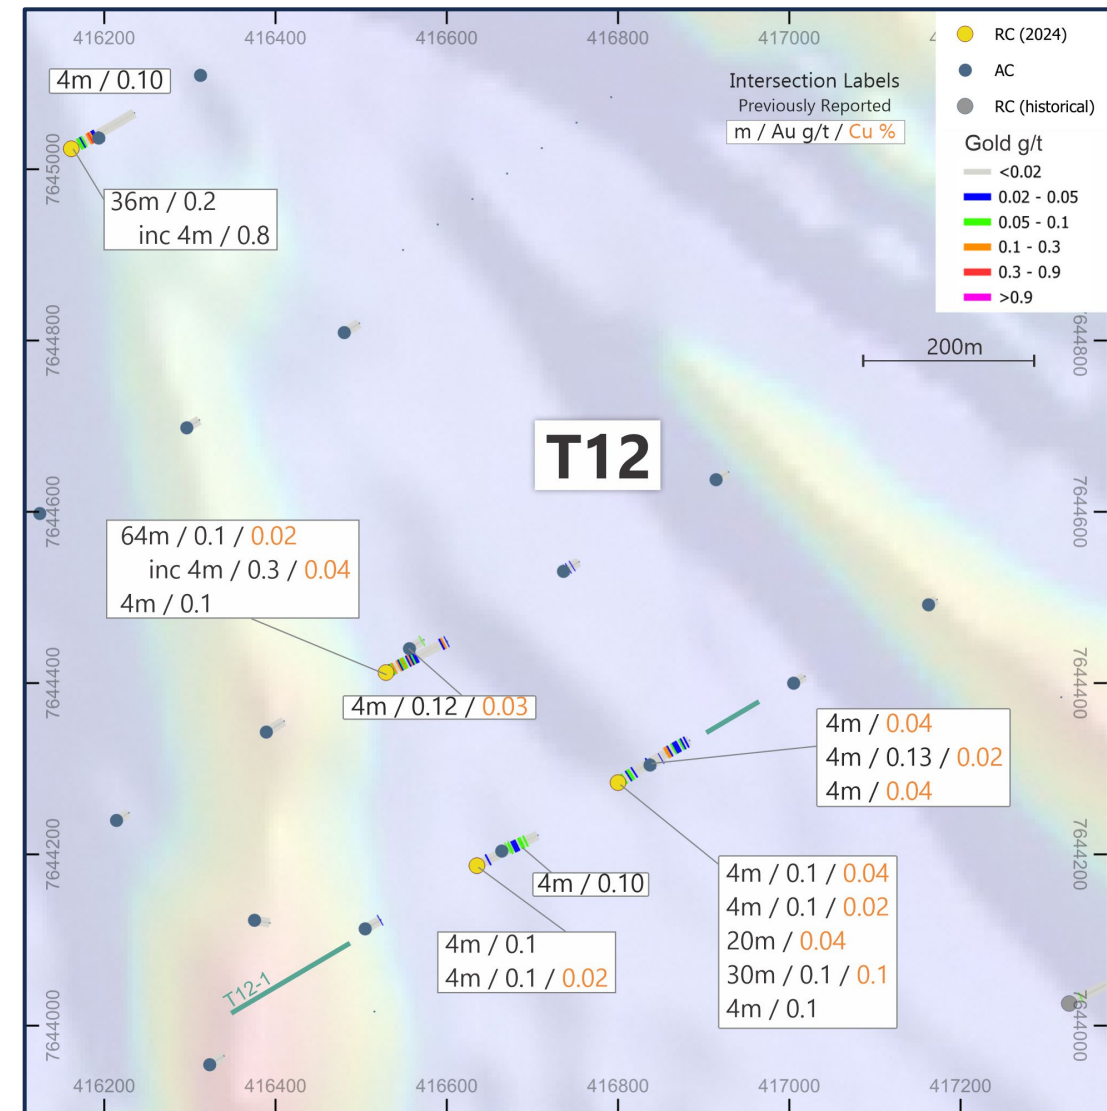 416200
416400
416600
416800
417000
4
RC (2024)
AC
RC (historical)
Gold g/t
<0.02
0.02 - 0.05
0.05 - 0.1
0.1 - 0.3
0.3 - 0.9
>0.9
Intersection Labels
Previously Reported
m / Au g/t / Cu %
4m / 0.10
7645000
36m / 0.2
inc 4m / 0.8
7644800
7644800
200m
T12
7644600
7644600
64m / 0.1 / 0.02
inc 4m / 0.3 / 0.04
4m / 0.1
7644400
7644400
4m / 0.12 / 0.03
4m / 0.04
4m / 0.13 / 0.02
4m / 0.04
7644200
7644200
4m / 0.10
4m / 0.1 / 0.04
4m / 0.1 / 0.02
20m / 0.04
30m / 0.1 / 0.1
4m / 0.1
4m / 0.1
4m / 0.1 / 0.02
T12-1
7644000
7644000
416200
416400
416600
416800
417000
417200